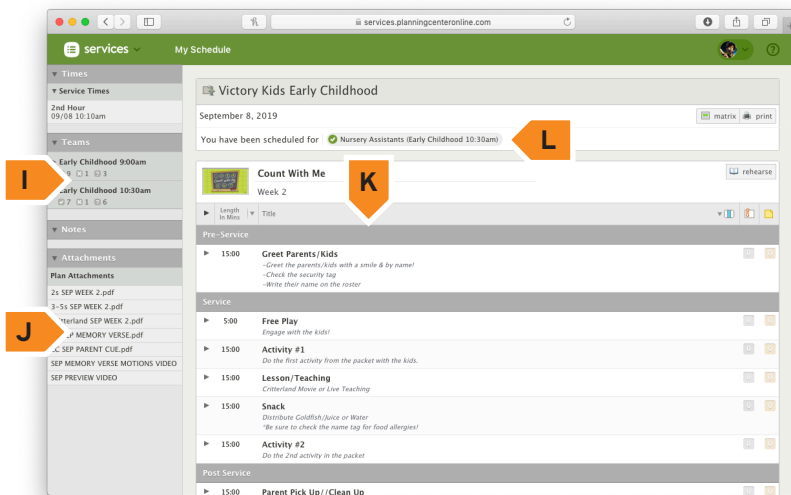 services.planningcenteronline.com
services
My Schedule
?
Times
Service Times
2nd Hour
09/08 10:10am
Teams
Early Childhood 9:00am
9 1 3
Early Childhood 10:30am
7 1 6
Notes
Attachments
Plan Attachments
2s SEP WEEK 2.pdf
3-5s SEP WEEK 2.pdf
SEP WEEK 2.pdf
MEMORY VERSE.pdf
SEP PARENT CUE.pdf
SEP MEMORY VERSE MOTIONS VIDEO
SEP PREVIEW VIDEO
I
J
Victory Kids Early Childhood
September 8, 2019
matrix
print
You have been scheduled for
Nursery Assistants (Early Childhood 10:30am)
L
Count With Me
Week 2
K
rehearse
Length
In Mins
Title
Pre-Service
15:00 Greet Parents/Kids
-Greet the parents/kids with a smile & by name!
-Check the security tag
-Write their name on the roster
Service
5:00 Free Play
Engage with the kids!
15:00 Activity #1
Do the first activity from the packet with the kids.
15:00 Lesson/Teaching
Critterland Movie or Live Teaching
15:00 Snack
Distribute Goldfish/Juice or Water
*Be sure to check the name tag for food allergies!
15:00 Activity #2
Do the 2nd activity in the packet
Post Service
15:00 Parent Pick Up//Clean Up